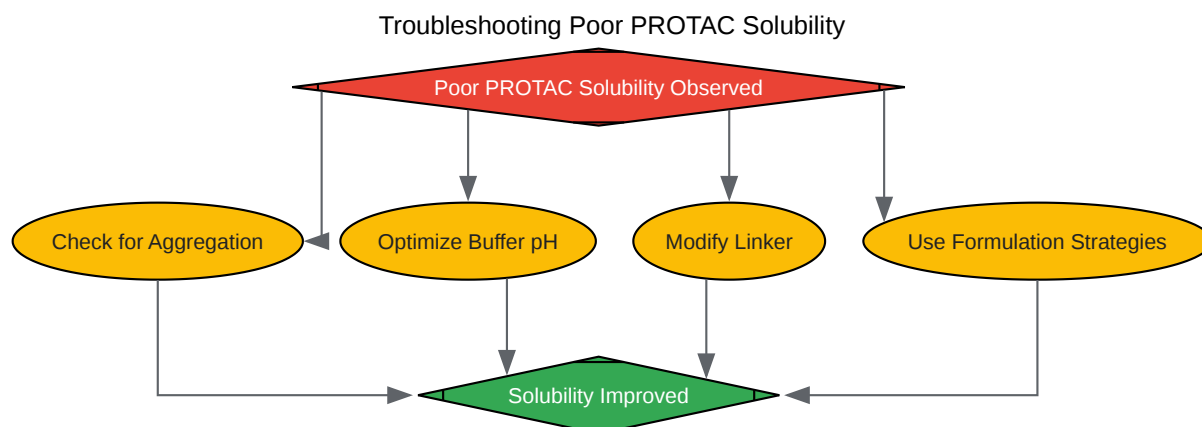 Troubleshooting Poor PROTAC Solubility
Poor PROTAC Solubility Observed
Check for Aggregation
Optimize Buffer pH
Modify Linker
Use Formulation Strategies
Solubility Improved